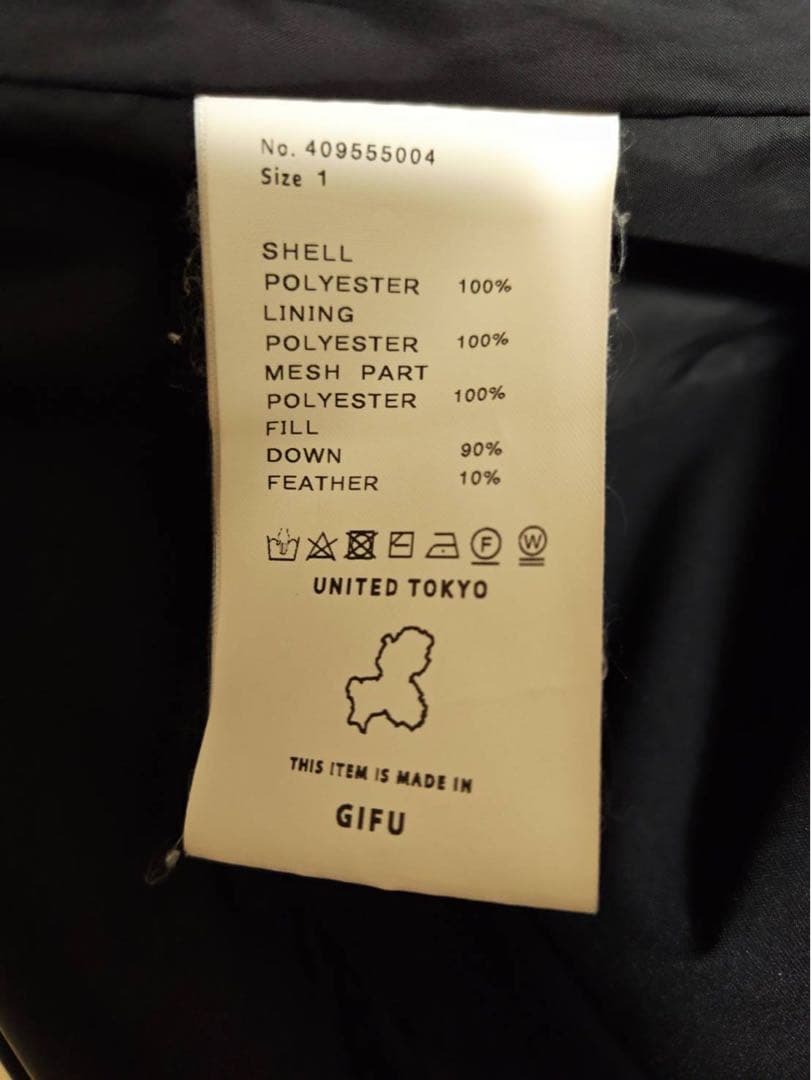 No. 409555004
Size 1
SHELL
POLYESTER 100%
LINING
POLYESTER 100%
MESH PART
POLYESTER 100%
FILL
DOWN 90%
FEATHER 10%
F W
UNITED TOKYO
THIS ITEM IS MADE IN
GIFU